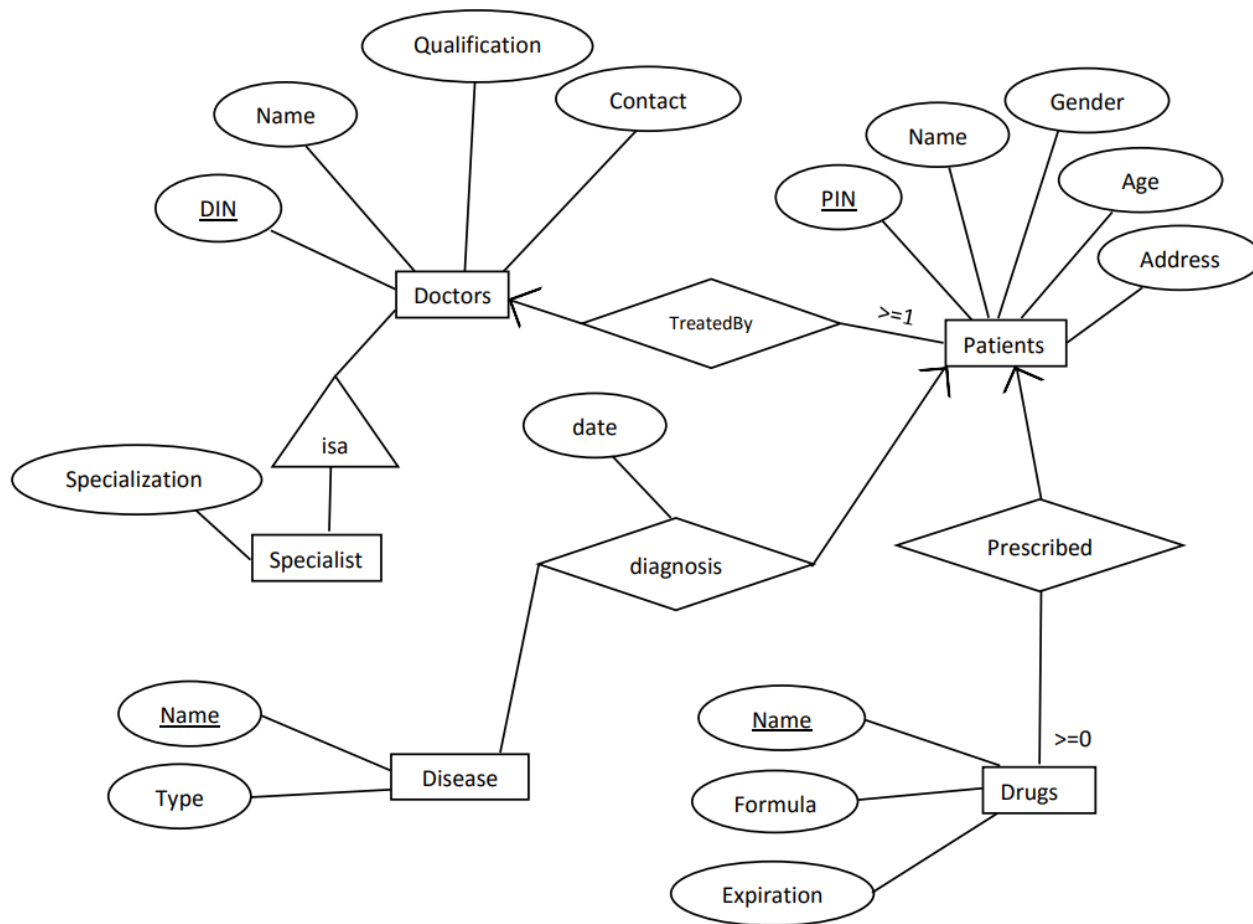 Qualification
Name
Contact
DIN
Doctors
Gender
Name
PIN
Age
Address
TreatedBy
>=1
Patients
isa
Specialization
Specialist
date
diagnosis
Prescribed
Name
Type
Disease
Name
Formula
Expiration
>=0
Drugs